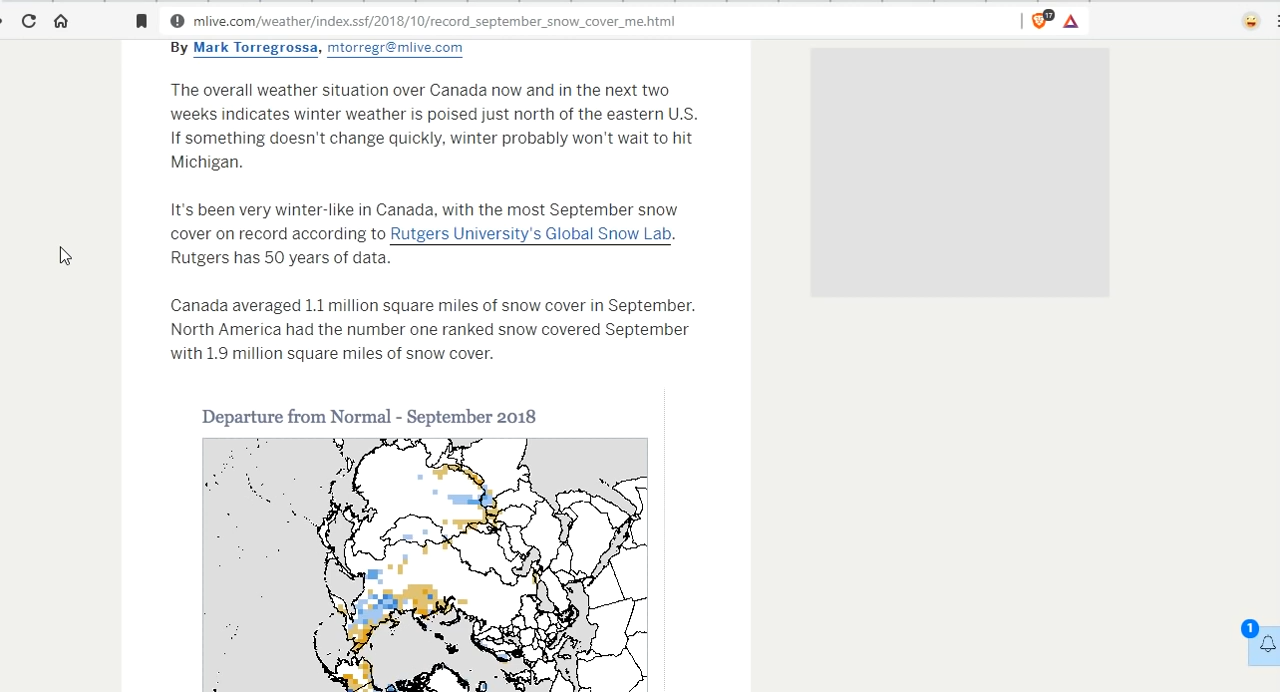 mlive.com/weather/index.ssf/2018/10/record_september_snow_cover_me.html
17
By Mark Torregrossa, mtorregr@mlive.com
The overall weather situation over Canada now and in the next two
weeks indicates winter weather is poised just north of the eastern U.S.
If something doesn't change quickly, winter probably won't wait to hit
Michigan.
It's been very winter-like in Canada, with the most September snow
cover on record according to Rutgers University's Global Snow Lab.
Rutgers has 50 years of data.
Canada averaged 1.1 million square miles of snow cover in September.
North America had the number one ranked snow covered September
with 1.9 million square miles of snow cover.
Departure from Normal - September 2018
1